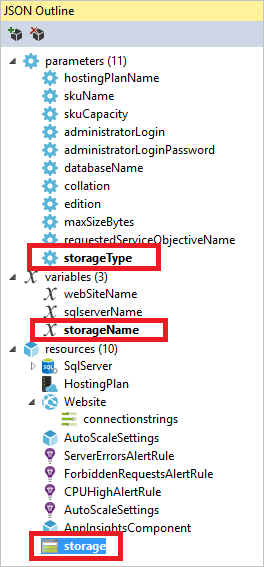 JSON Outline
parameters (11)
hostingPlanName
skuName
skuCapacity
administratorLogin
administratorLoginPassword
databaseName
collation
edition
maxSizeBytes
requestedServiceObjectiveName
storageType
variables (3)
webSiteName
sqlserverName
storageName
resources (10)
SqlServer
HostingPlan
Website
connectionstrings
AutoScaleSettings
ServerErrorsAlertRule
ForbiddenRequestsAlertRule
CPUHighAlertRule
AutoScaleSettings
AppInsightsComponent
storage